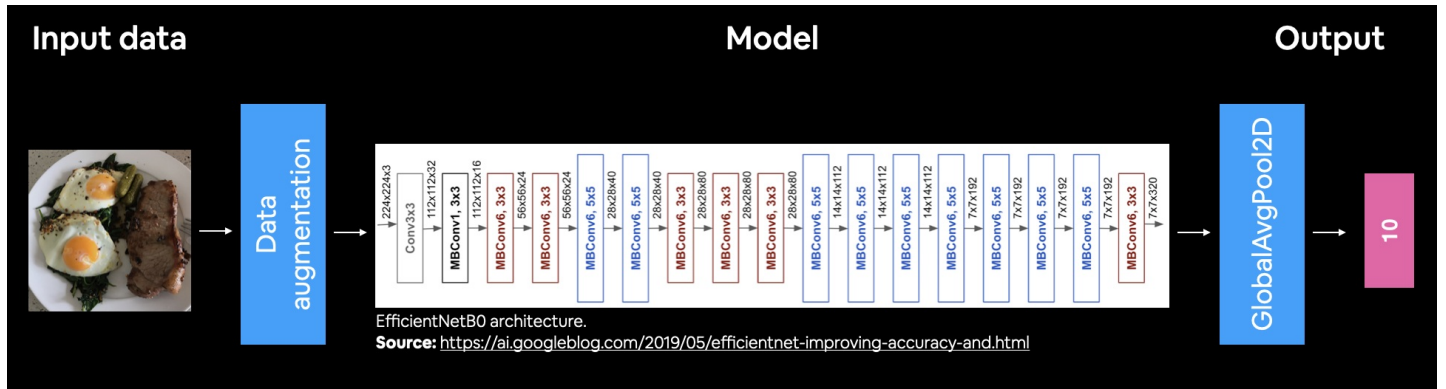 Input data
Model
Output
Data
augmentation
224x224x3
Conv3x3
112x112x32
MBConv1, 3x3
112x112x16
MBConv6, 3x3
56x56x24
MBConv6, 3x3
56x56x24
MBConv6, 5x5
28x28x40
MBConv6, 5x5
28x28x40
MBConv6, 3x3
28x28x80
MBConv6, 3x3
28x28x80
MBConv6, 3x3
28x28x80
MBConv6, 5x5
14x14x112
MBConv6, 5x5
14x14x112
MBConv6, 5x5
14x14x112
MBConv6, 5x5
7x7x192
MBConv6, 5x5
7x7x192
MBConv6, 5x5
7x7x192
MBConv6, 5x5
7x7x192
MBConv6, 3x3
7x7x320
GlobalAvgPool2D
10
EfficientNetB0 architecture.
Source: https://ai.googleblog.com/2019/05/efficientnet-improving-accuracy-and.html